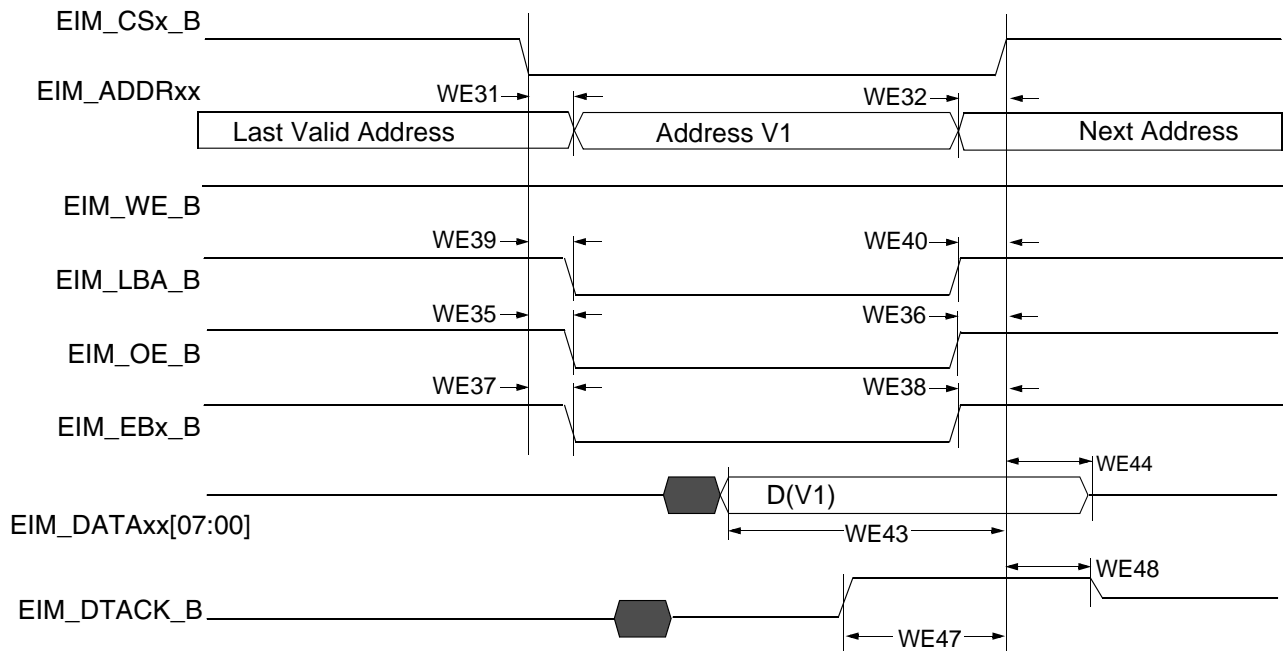 EIM_CSx_B
EIM_ADDRxx
WE31
WE32
Last Valid Address
Address V1
Next Address
EIM_WE_B
WE39
WE40
EIM_LBA_B
WE35
WE36
EIM_OE_B
WE37
WE38
EIM_EBx_B
WE44
D(V1)
EIM_DATAxx[07:00]
WE43
WE48
EIM_DTACK_B
WE47